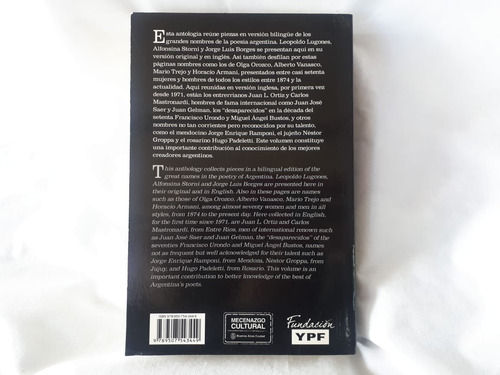 Esta antología reúne piezas en versión bilingüe de los
grandes nombres de la poesía argentina. Leopoldo Lugones,
Alfonsina Storni y Jorge Luis Borges se presentan aquí en su
versión original y en inglés. Así también desfilan por estas
páginas nombres como los de Olga Orozco, Alberto Vanasco,
Mario Trejo y Horacio Armani, presentados entre casi setenta
mujeres y hombres de todos los estilos entre 1874 y la
actualidad. Aquí reunidas en versión inglesa, por primera vez
desde 1971, están los entrerrianos Juan L. Ortiz y Carlos
Mastronardi, hombres de fama internacional como Juan José
Saer y Juan Gelman, los "desaparecidos" en la década del
setenta Francisco Urondo y Miguel Ángel Bustos, y otros
nombres no tan corrientes pero reconocidos por su talento,
como el mendocino Jorge Enrique Ramponi, el jujeño Néstor
Groppa y el rosarino Hugo Padeletti. Este volumen constituye
una importante contribución al conocimiento de los mejores
creadores argentinos.
This anthology collects pieces in a bilingual edition of the
great names in the poetry of Argentina. Leopoldo Lugones,
Alfonsina Storni and Jorge Luis Borges are presented here in
their original and in English. Also in these pages are names
such as those of Olga Orozco, Alberto Vanasco, Mario Trejo and
Horacio Armani, among almost seventy women and men in all
styles, from 1874 to the present day. Here collected in English,
for the first time since 1971, are Juan L. Ortiz and Carlos
Mastronardi, from Entre Ríos, men of international renown such
as Juan José Saer and Juan Gelman, the "desaparecidos" of the
seventies Francisco Urondo and Miguel Ángel Bustos, names
not as frequent but well acknowledged for their talent such as
Jorge Enrique Ramponi, from Mendoza, Néstor Groppa, from
Jujuy, and Hugo Padeletti, from Rosario. This volume is an
important contribution to better knowledge of the best of
Argentina's poets.
9 789507 543449
MECENAZGO
CULTURAL
Buenos Aires Ciudad
Fundación
YPF